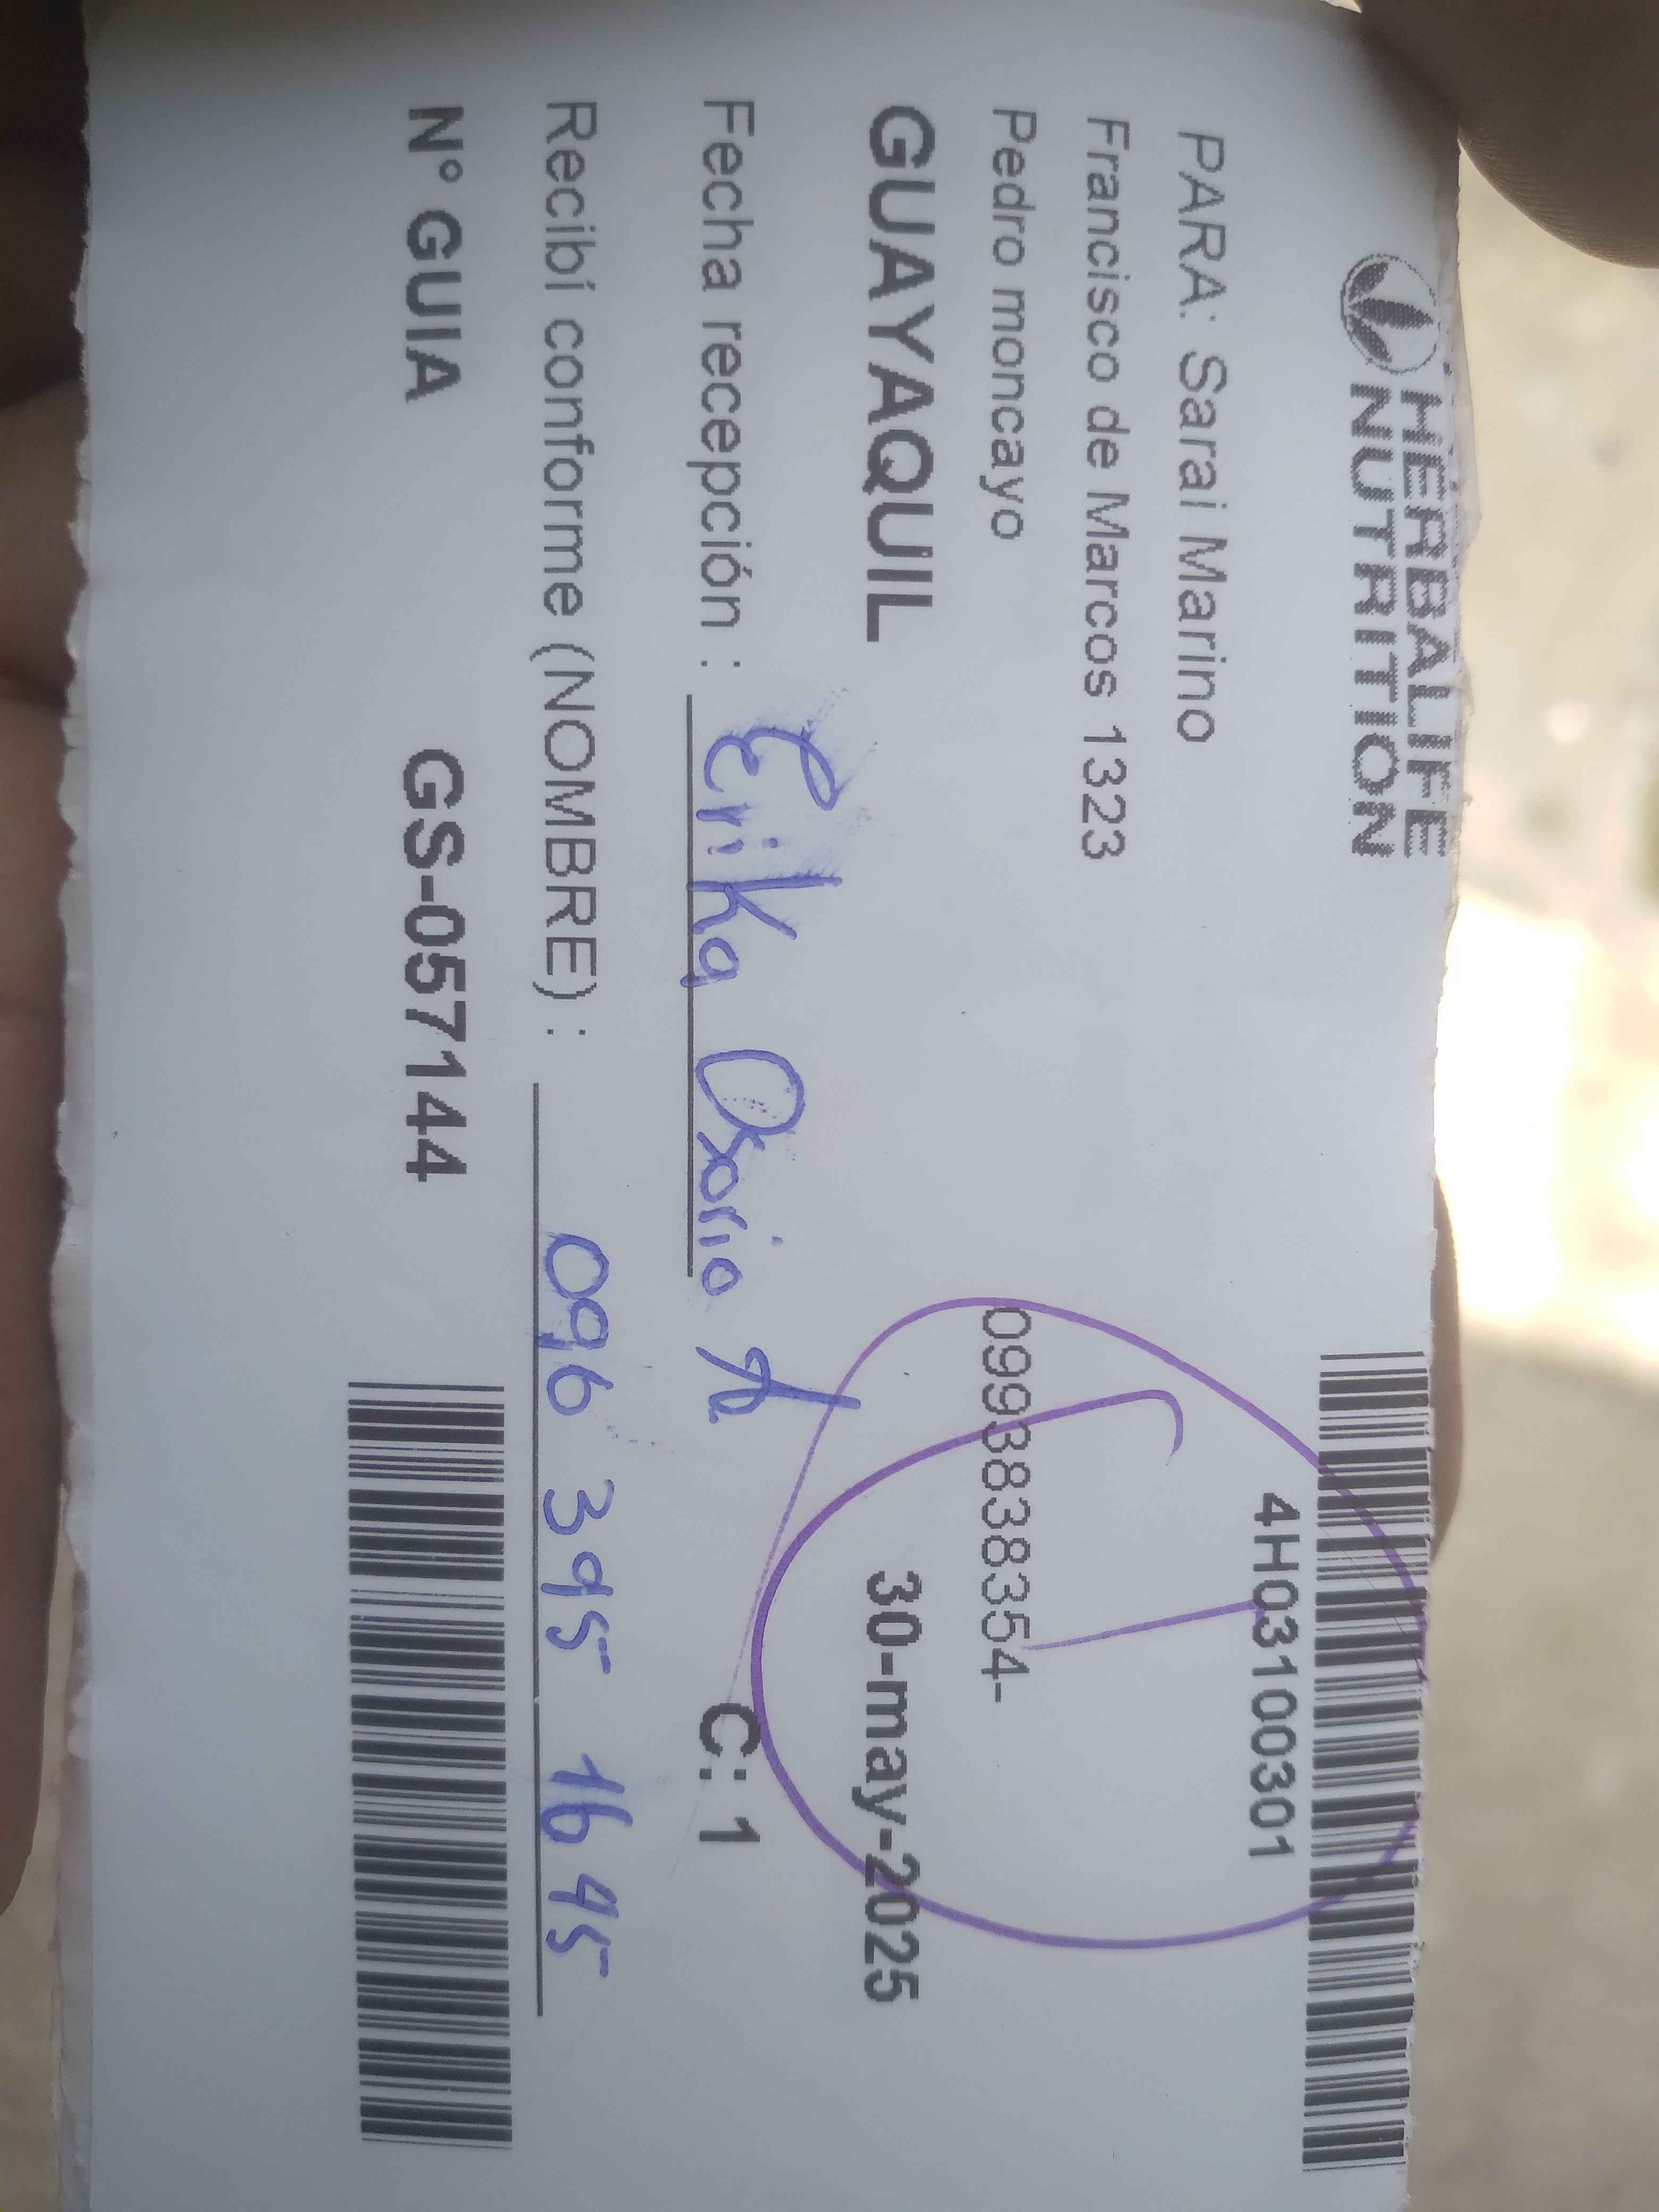 HERBALIFE
NUTRITION
4H03100301
PARA: Sarai Marino
Francisco de Marcos 1323
Pedro moncayo
0993838354-
GUAYAQUIL
30-may-2025
Fecha recepción : Erika Osorio
C: 1
Recibí conforme (NOMBRE) : 096 395 1695
N° GUIA GS-057144